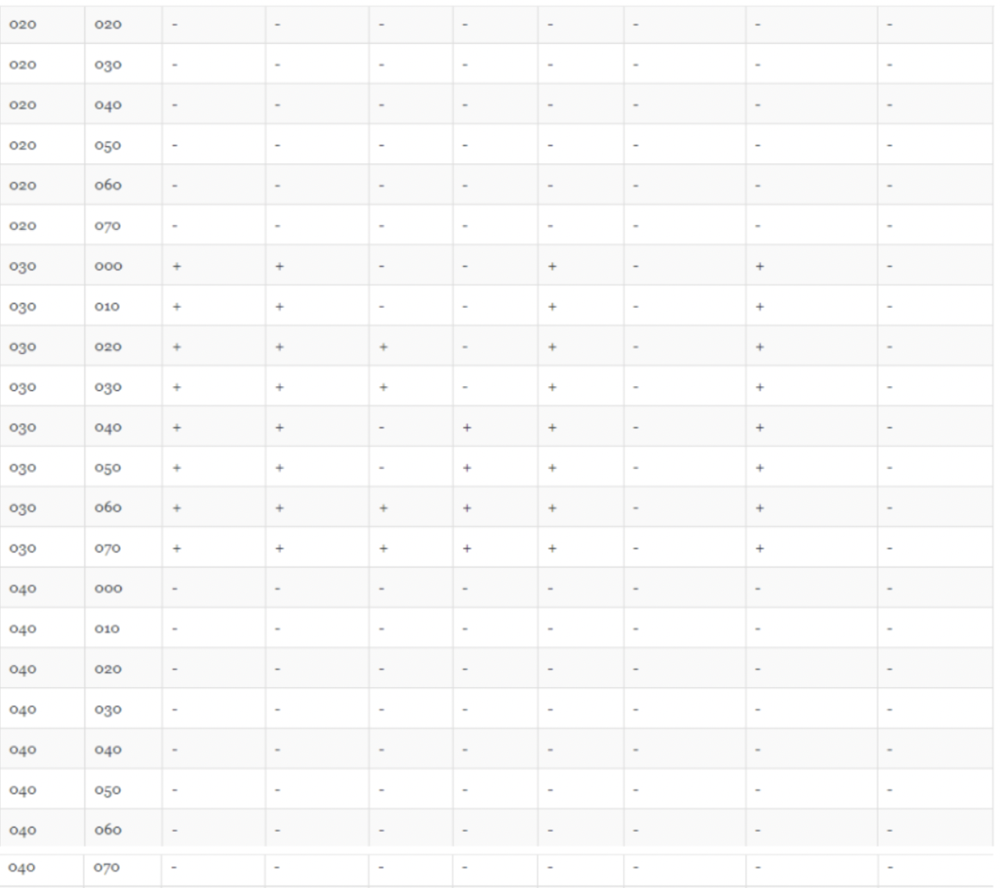 020 020 - - - - - - - -
020 030 - - - - - - - -
020 040 - - - - - - - -
020 050 - - - - - - - -
020 060 - - - - - - - -
020 070 - - - - - - - -
030 000 + + - - + - + -
030 010 + + - - + - + -
030 020 + + + - + - + -
030 030 + + + - + - + -
030 040 + + - + + - + -
030 050 + + - + + - + -
030 060 + + + + + - + -
030 070 + + + + + - + -
040 000 - - - - - - - -
040 010 - - - - - - - -
040 020 - - - - - - - -
040 030 - - - - - - - -
040 040 - - - - - - - -
040 050 - - - - - - - -
040 060 - - - - - - - -
040 070 - - - - - - - -